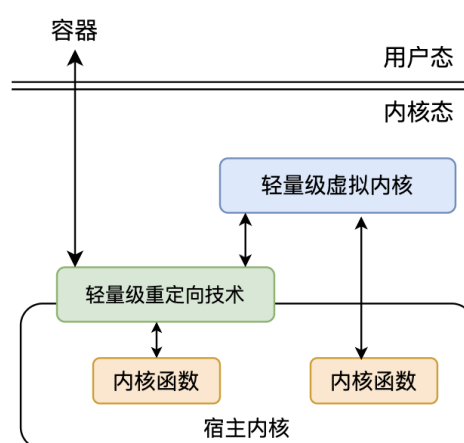 容器
用户态
内核态
轻量级虚拟内核
轻量级重定向技术
内核函数
内核函数
宿主内核